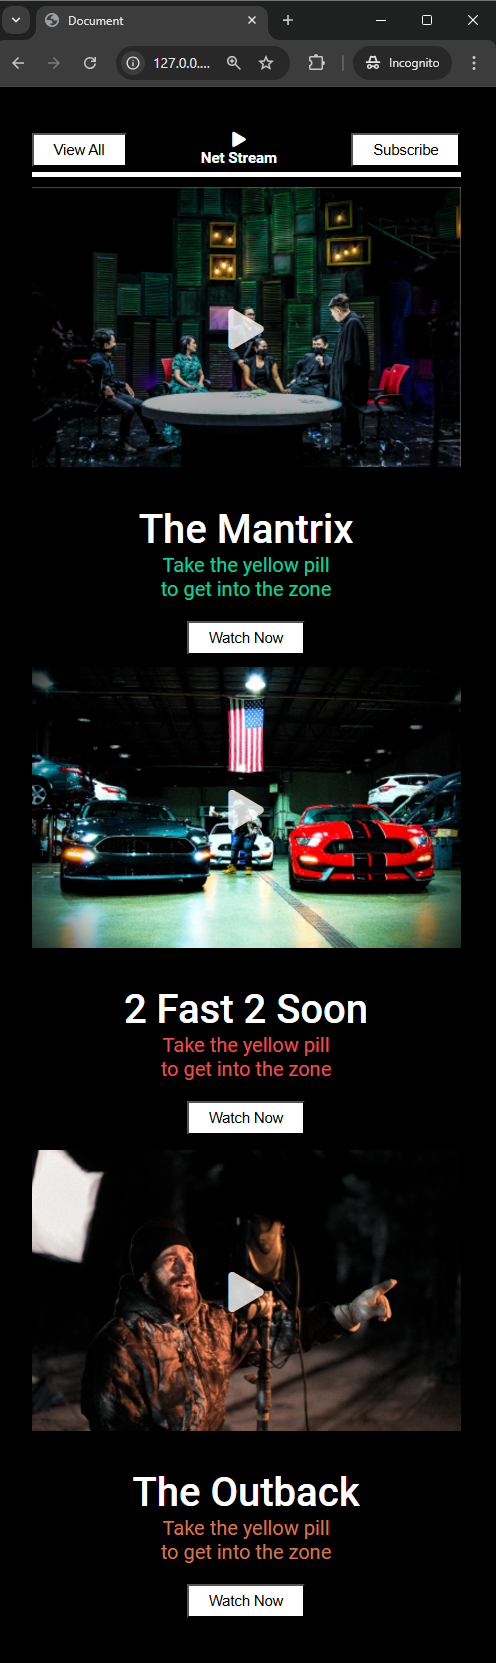 Document
127.0.0....
Incognito
View All
Net Stream
Subscribe
The Mantrix
Take the yellow pill
to get into the zone
Watch Now
2 Fast 2 Soon
Take the yellow pill
to get into the zone
Watch Now
The Outback
Take the yellow pill
to get into the zone
Watch Now